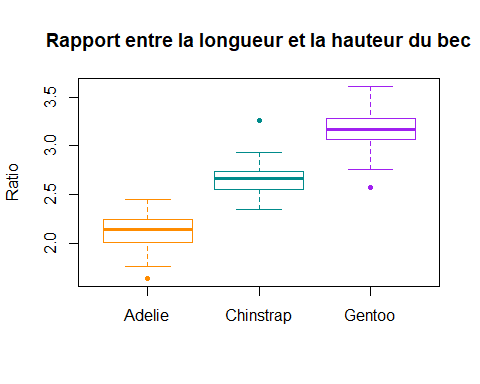 Rapport entre la longueur et la hauteur du bec
3.5
3.0
2.5
2.0
Ratio
Adelie Chinstrap Gentoo